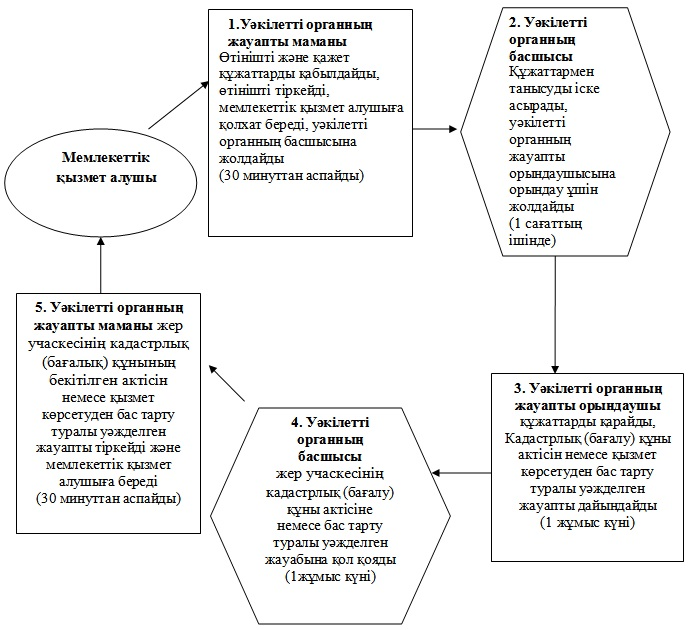 Мемлекеттік
қызмет алушы
1.Уәкілетті органның
жауапты маманы
Өтінішті және қажет
құжаттарды қабылдайды,
өтінішті тіркейді,
мемлекеттік қызмет алушыға
қолхат береді, уәкілетті
органның басшысына
жолдайды
(30 минуттан аспайды)
2. Уәкілетті
органның
басшысы
Құжаттармен
танысуды іске
асырады,
уәкілетті
органның
жауапты
орындаушысына
орындау ұшін
жолдайды
(1 сағаттың
ішінде)
3. Уәкілетті органның
жауапты орындаушы
құжаттарды қарайды,
Кадастрлық (бағалу) құны
актісін немесе қызмет
көрсетуден бас тарту
туралы уәжделген
жауапты дайындайды
(1 жұмыс күні)
4. Уәкілетті
органның
басшысы
жер учаскесінің
кадастрлық (бағалу)
құны актісіне
немесе бас тарту
туралы уәжделген
жауабына қол қояды
(1жұмыс күні)
5. Уәкілетті органның
жауапты маманы жер
учаскесінің кадастрлық
(бағалық) құнының
бекітілген актісін
немесе қызмет
көрсетуден бас тарту
туралы уәжделген
жауапты тіркейді және
мемлекеттік қызмет
алушыға береді
(30 минуттан аспайды)